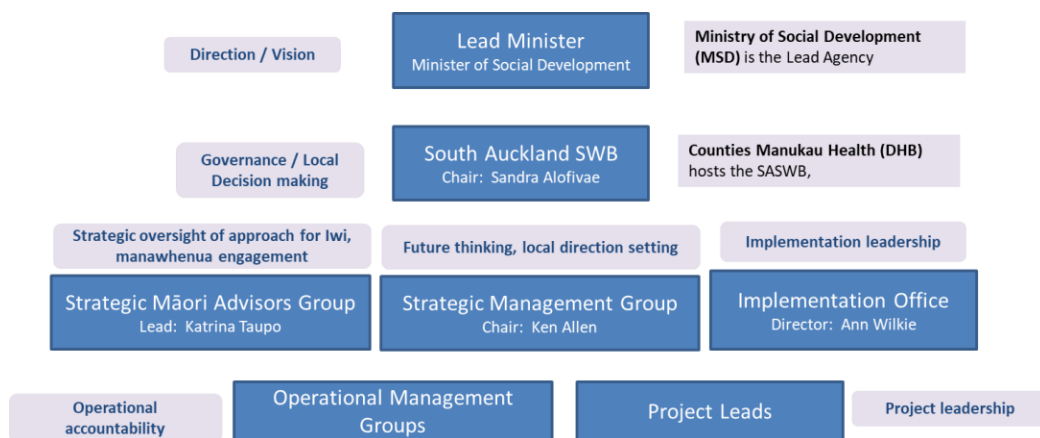 Direction / Vision
Lead Minister
Minister of Social Development
Ministry of Social Development
(MSD) is the Lead Agency
Governance / Local
Decision making
South Auckland SWB
Chair: Sandra Alofivae
Counties Manukau Health (DHB)
hosts the SASWB,
Strategic oversight of approach for Iwi,
manawhenua engagement
Future thinking, local direction setting
Implementation leadership
Strategic Māori Advisors Group
Lead: Katrina Taupo
Strategic Management Group
Chair: Ken Allen
Implementation Office
Director: Ann Wilkie
Operational
accountability
Operational Management
Groups
Project Leads
Project leadership